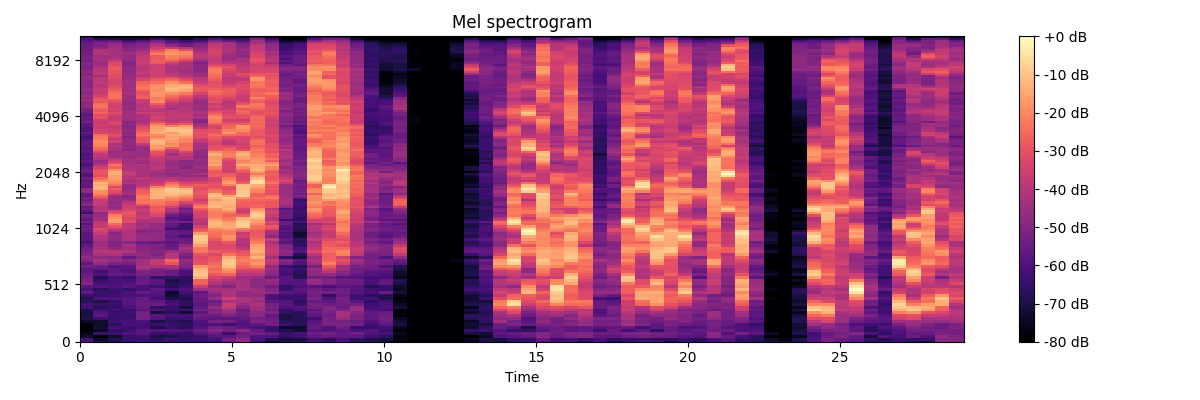 Mel spectrogram
8192
4096
2048
1024
512
0
Hz
0 5 10 15 20 25
Time
+0 dB
-10 dB
-20 dB
-30 dB
-40 dB
-50 dB
-60 dB
-70 dB
-80 dB